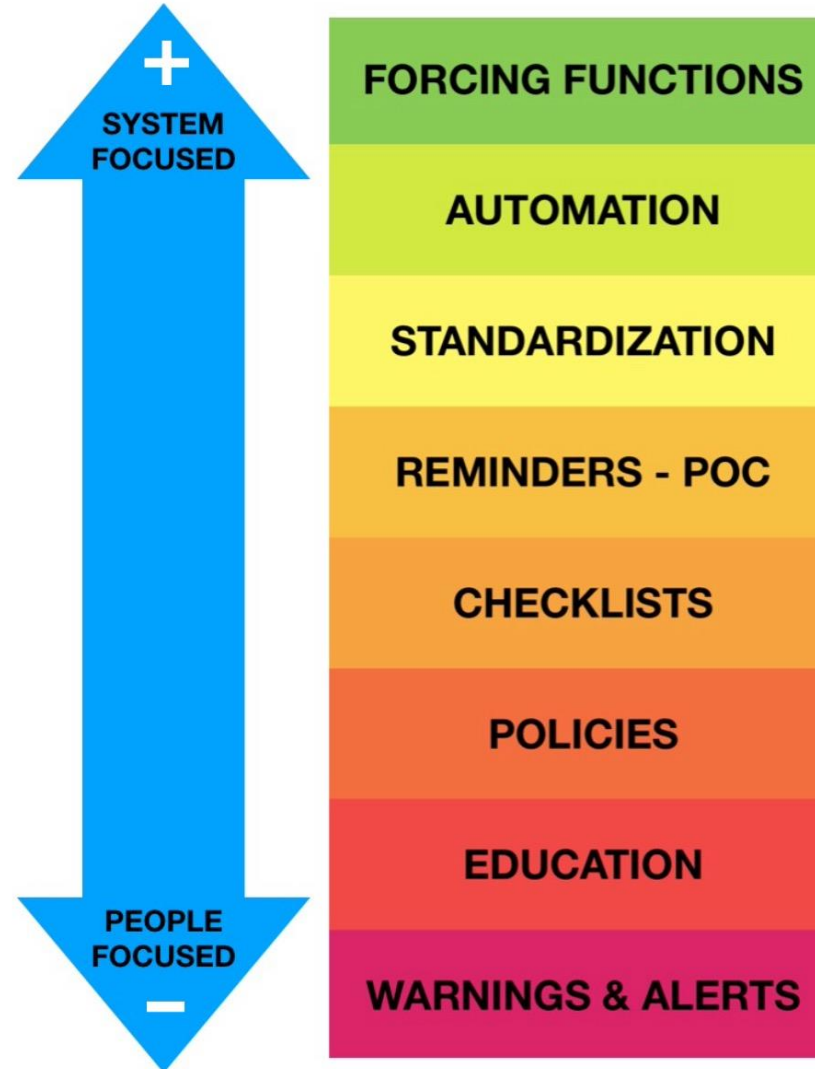 +
SYSTEM
FOCUSED
FORCING FUNCTIONS
AUTOMATION
STANDARDIZATION
REMINDERS - POC
CHECKLISTS
POLICIES
EDUCATION
WARNINGS & ALERTS
PEOPLE
FOCUSED
−